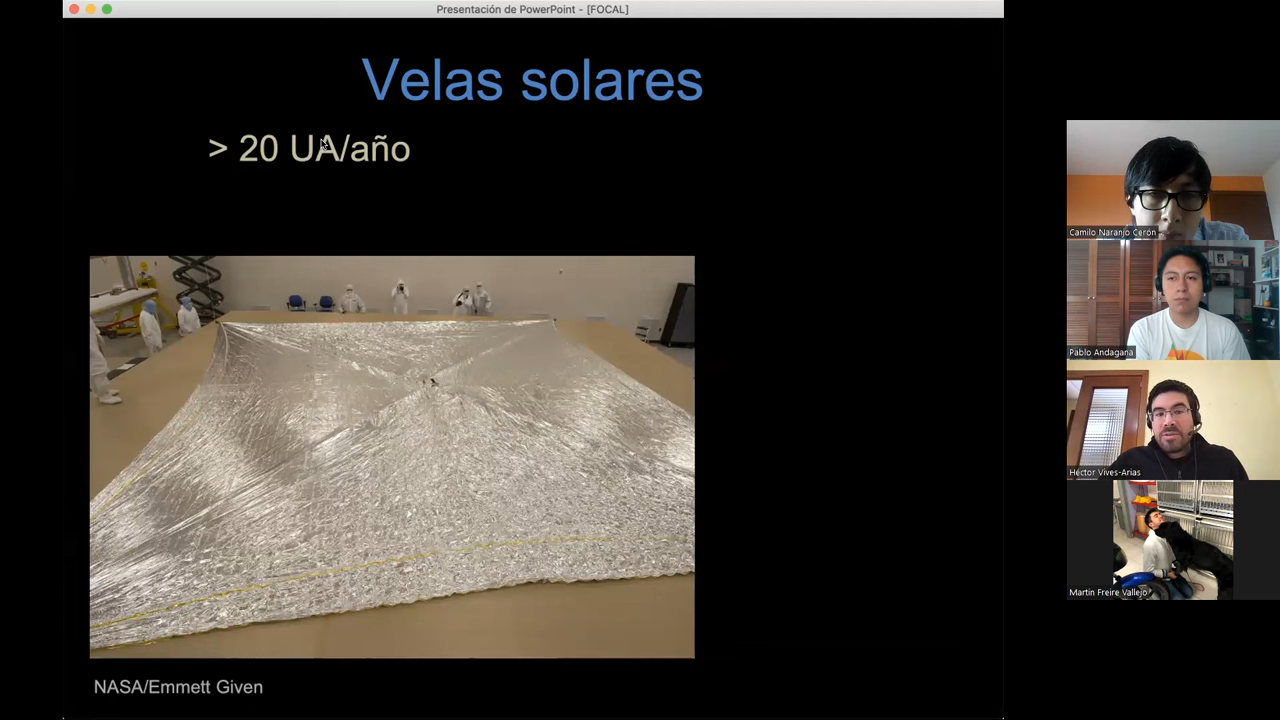 Presentación de PowerPoint - [FOCAL]
Velas solares
> 20 UA/año
NASA/Emmett Given
Camilo Naranjo Cerón
Pablo Andagana
Héctor Vives-Arias
Martin Freire Vallejo